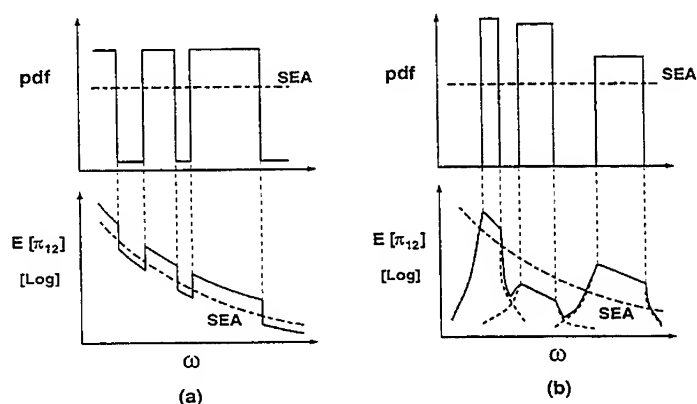 pdf
SEA
E [π12]
[Log]
SEA
ω
(a)
pdf
SEA
E [π12]
[Log]
SEA
ω
(b)